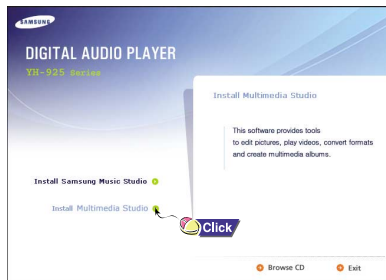 SAMSUNG
DIGITAL AUDIO PLAYER
YH-925 Series
Install Multimedia Studio
This software provides tools
to edit pictures, play videos, convert formats
and create multimedia albums.
Install Samsung Music Studio
Install Multimedia Studio
Click
Browse CD
Exit